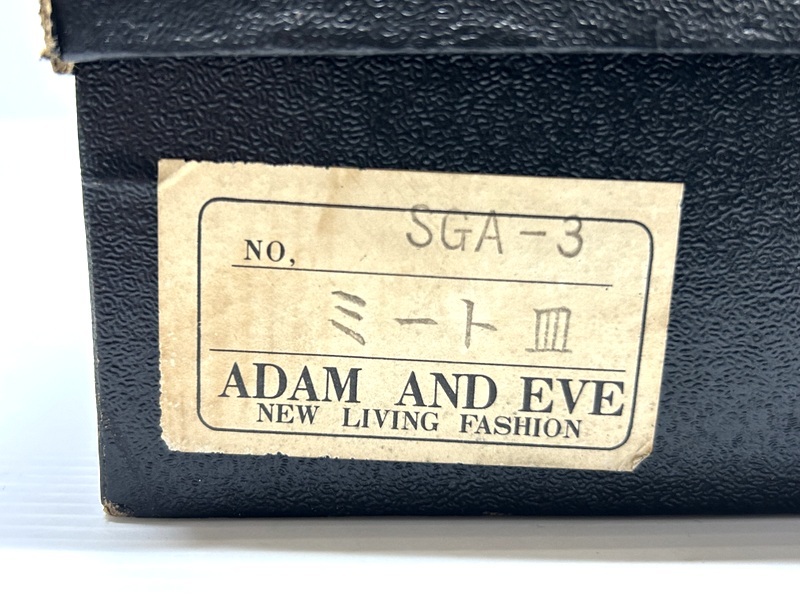 NO, SGA-3
ミート皿
ADAM AND EVE
NEW LIVING FASHION